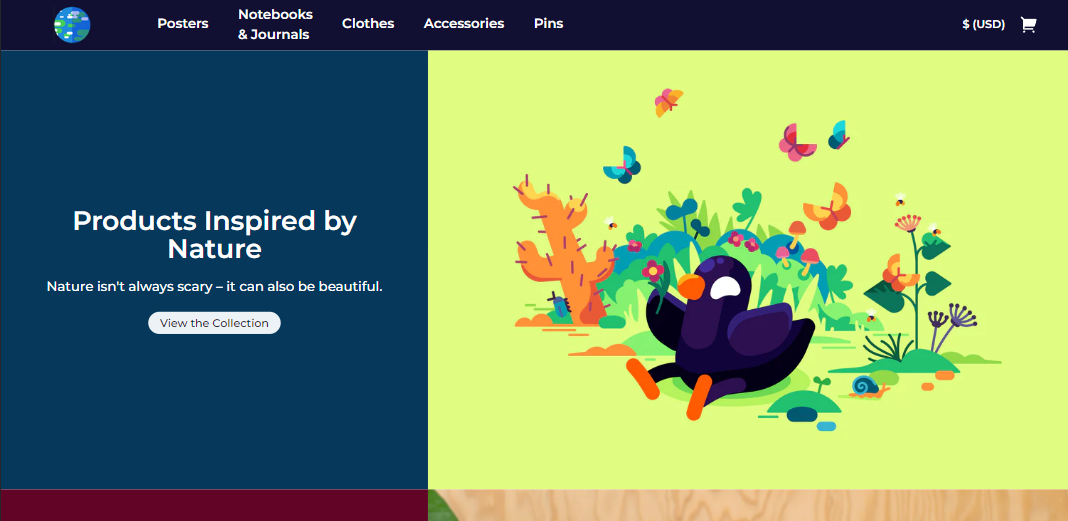 Posters
Notebooks
& Journals
Clothes
Accessories
Pins
$ (USD)
Products Inspired by
Nature
Nature isn't always scary – it can also be beautiful.
View the Collection